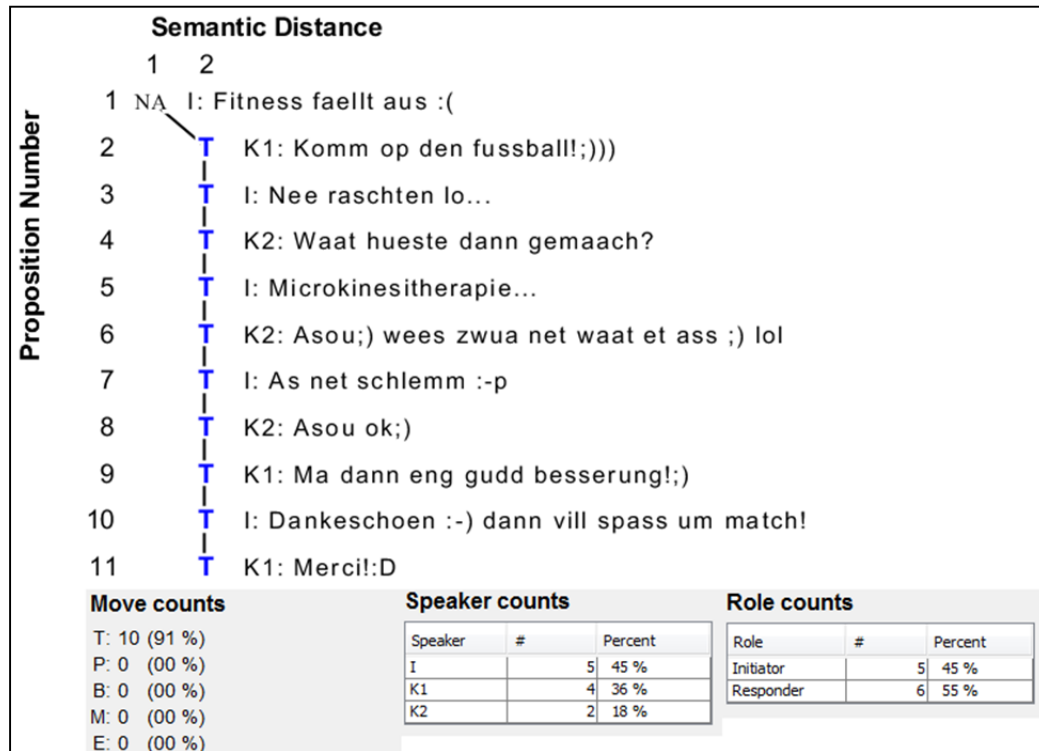 Semantic Distance
1 2
Proposition Number
1 NA I: Fitness faellt aus :(
2 T K1: Komm op den fussball!;)))
3 T I: Nee raschten lo...
4 T K2: Waat hueste dann gemaach?
5 T I: Microkinesitherapie...
6 T K2: Asou;) wees zwua net waat et ass ;) lol
7 T I: As net schlemm :-p
8 T K2: Asou ok;)
9 T K1: Ma dann eng gudd besserung!;)
10 T I: Dankeschoen :-) dann vill spass um match!
11 T K1: Merci!:D
Move counts
T: 10 (91 %)
P: 0 (00 %)
B: 0 (00 %)
M: 0 (00 %)
E: 0 (00 %)
Speaker counts
Speaker # Percent
I 5 45 %
K1 4 36 %
K2 2 18 %
Role counts
Role # Percent
Initiator 5 45 %
Responder 6 55 %